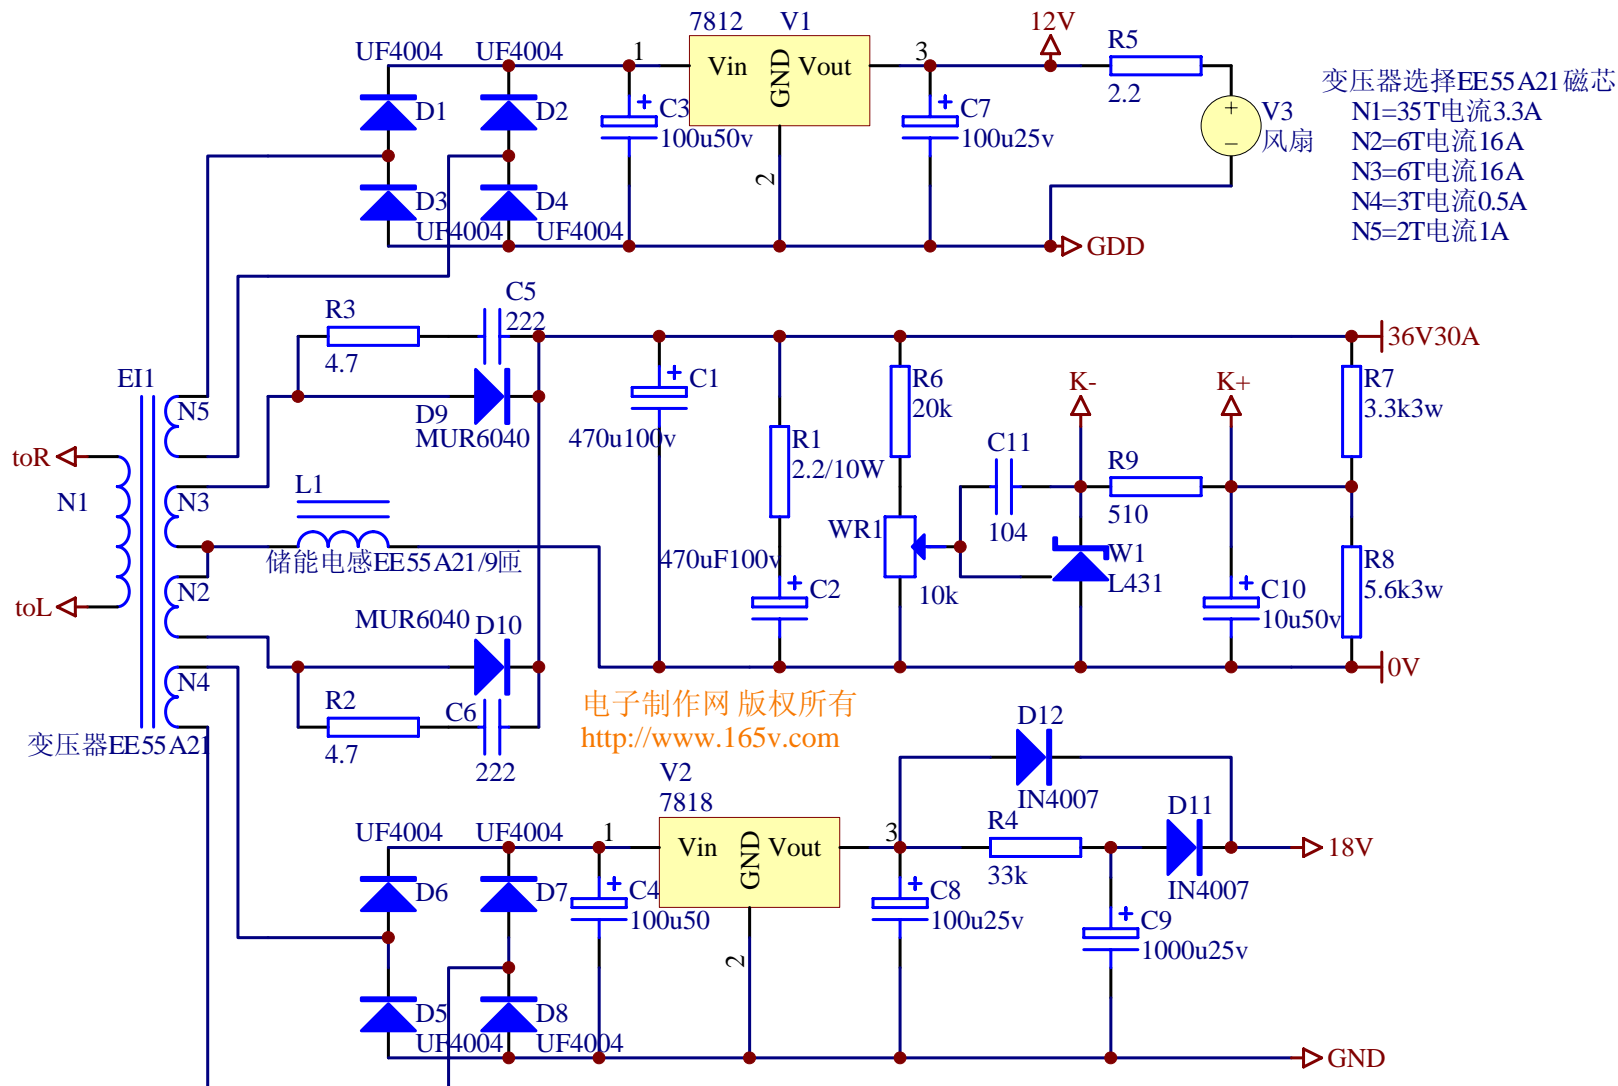 7812 V1
12V
UF4004 UF4004
1
Vin
GND
Vout
3
R5
2.2
D1
D2
C3
100u50v
C7
100u25v
V3
风扇
2
D3
UF4004
D4
UF4004
GDD
变压器选择EE55A21磁芯
N1=35T电流3.3A
N2=6T电流16A
N3=6T电流16A
N4=3T电流0.5A
N5=2T电流1A
R3
4.7
C5
222
36V30A
EI1
N5
D9
MUR6040
C1
470u100v
R6
20k
K-
K+
R7
3.3k3w
toR
N1
N3
L1
储能电感EE55A21/9匝
R1
2.2/10W
C11
104
R9
510
WR1
10k
W1
L431
470uF100v
C2
C10
10u50v
R8
5.6k3w
toL
N2
MUR6040
D10
N4
0V
R2
4.7
C6
222
变压器EE55A21
电子制作网 版权所有
http://www.165v.com
V2
7818
D12
IN4007
UF4004 UF4004
1
Vin
GND
Vout
3
R4
33k
D11
IN4007
18V
D6
D7
C4
100u50
C8
100u25v
C9
1000u25v
2
D5
UF4004
D8
UF4004
GND